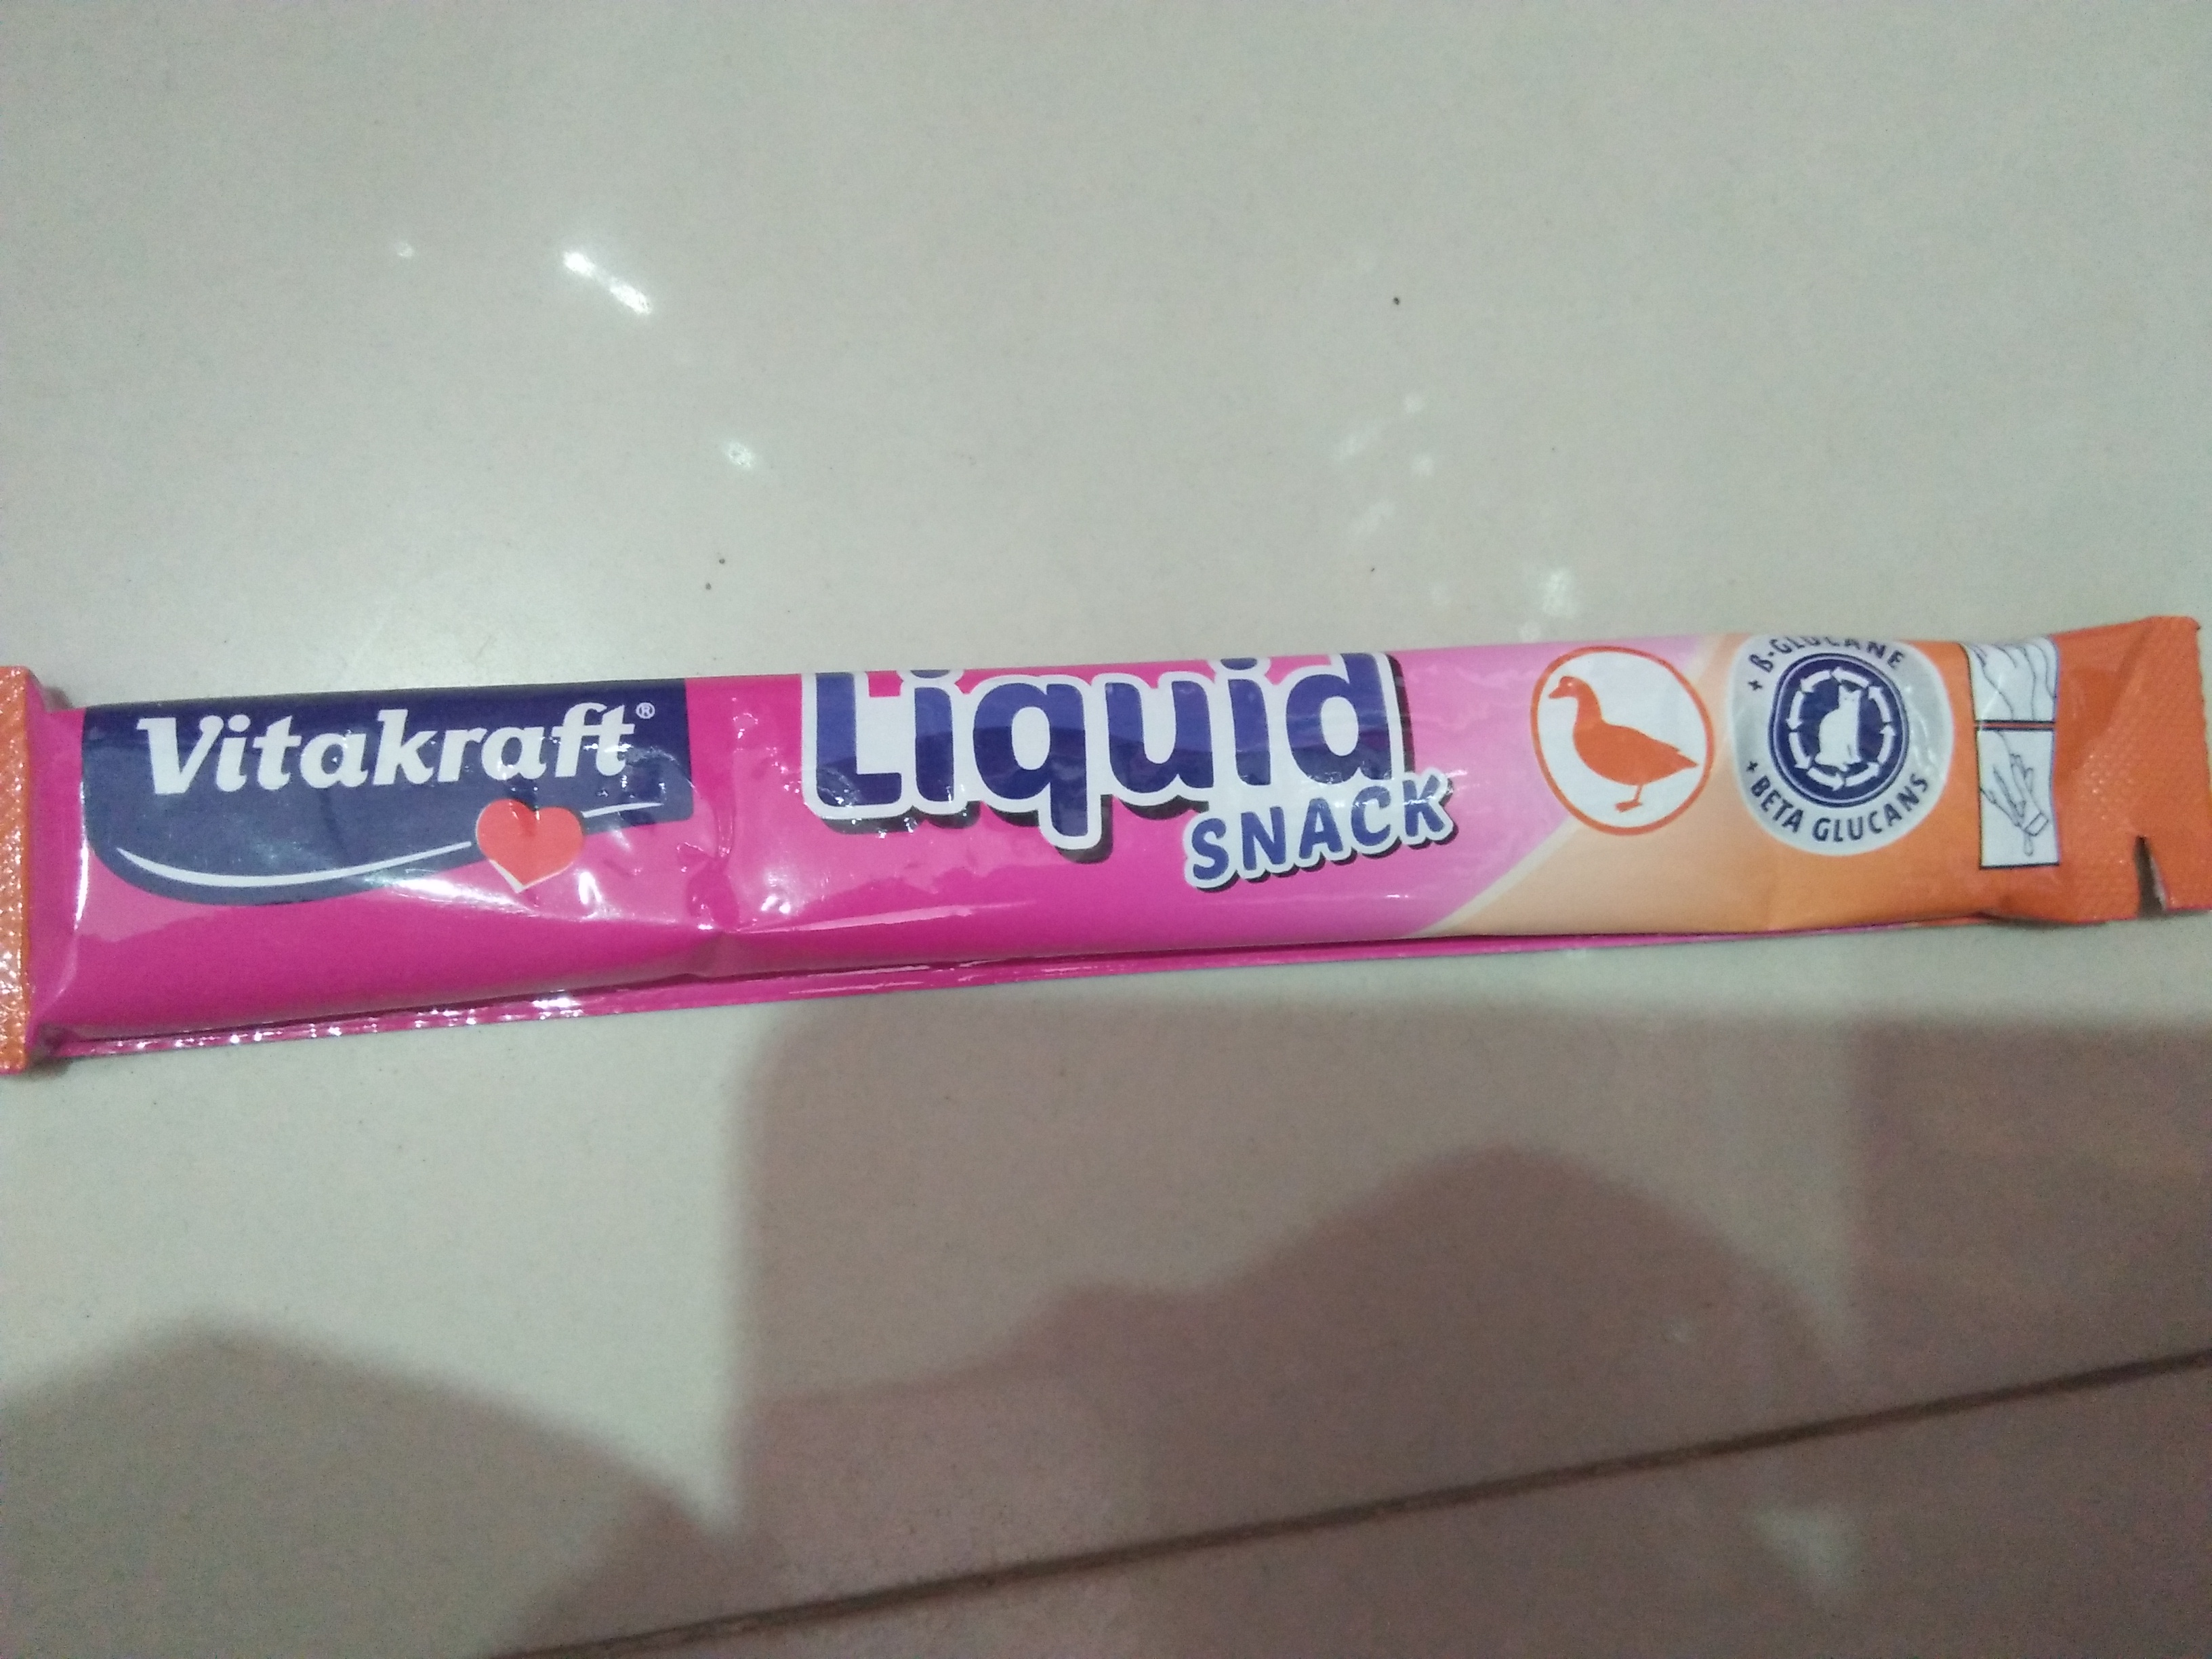 Vitakraft®
Liquid
SNACK
+ β-GLUCANE
+ BETA GLUCANS